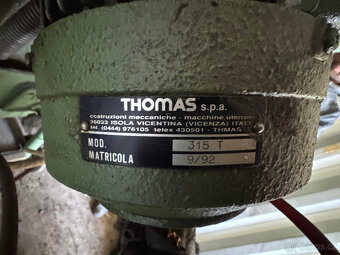 THOMAS s.p.a.
costruzioni meccaniche - macchine utensili
36033 ISOLA VICENTINA (VICENZA) ITALY
tel. (0444) 976105 telex 430501 - THMAS
MOD. 315 T
MATRICOLA 9/92